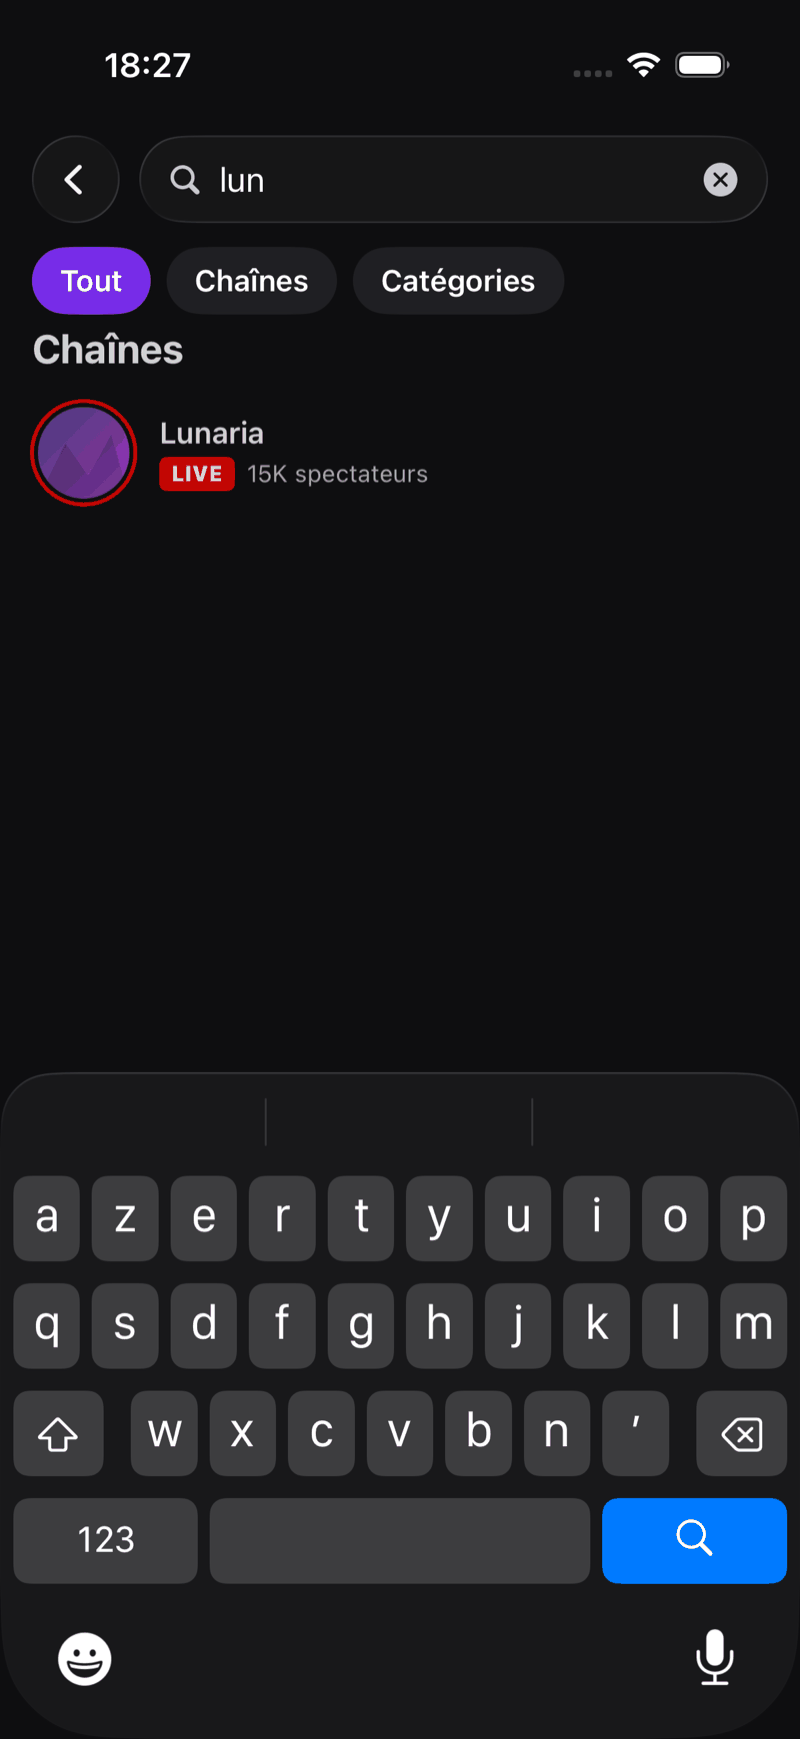 18:27
lun
Tout Chaînes Catégories
Chaînes
Lunaria
LIVE 15K spectateurs
a z e r t y u i o p
q s d f g h j k l m
w x c v b n ′
123